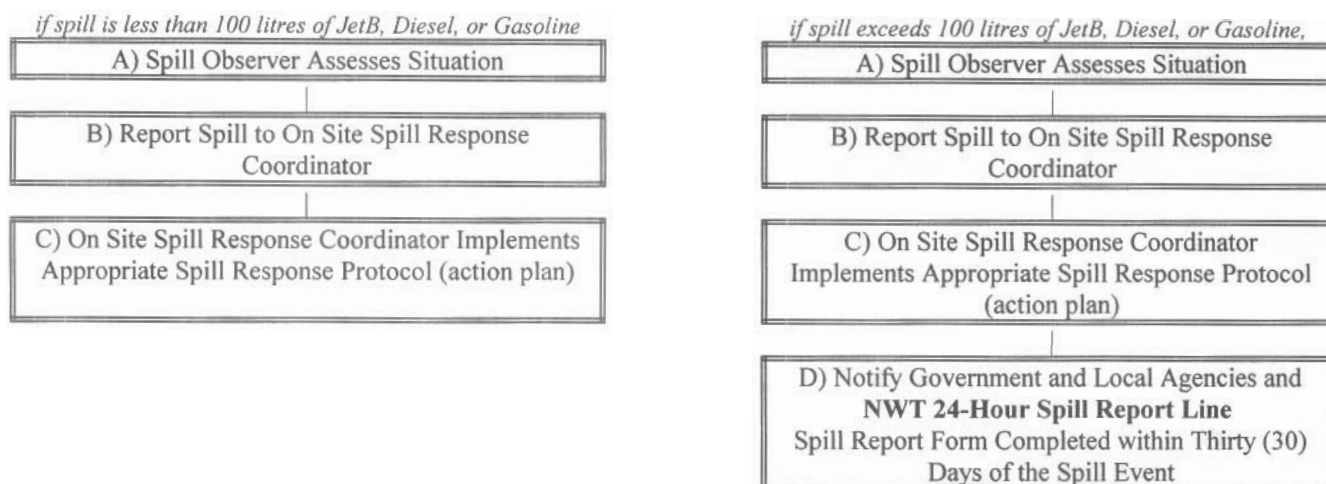 if spill is less than 100 litres of JetB, Diesel, or Gasoline
A) Spill Observer Assesses Situation
B) Report Spill to On Site Spill Response
Coordinator
C) On Site Spill Response Coordinator Implements
Appropriate Spill Response Protocol (action plan)
if spill exceeds 100 litres of JetB, Diesel, or Gasoline,
A) Spill Observer Assesses Situation
B) Report Spill to On Site Spill Response
Coordinator
C) On Site Spill Response Coordinator
Implements Appropriate Spill Response Protocol
(action plan)
D) Notify Government and Local Agencies and
NWT 24-Hour Spill Report Line
Spill Report Form Completed within Thirty (30)
Days of the Spill Event